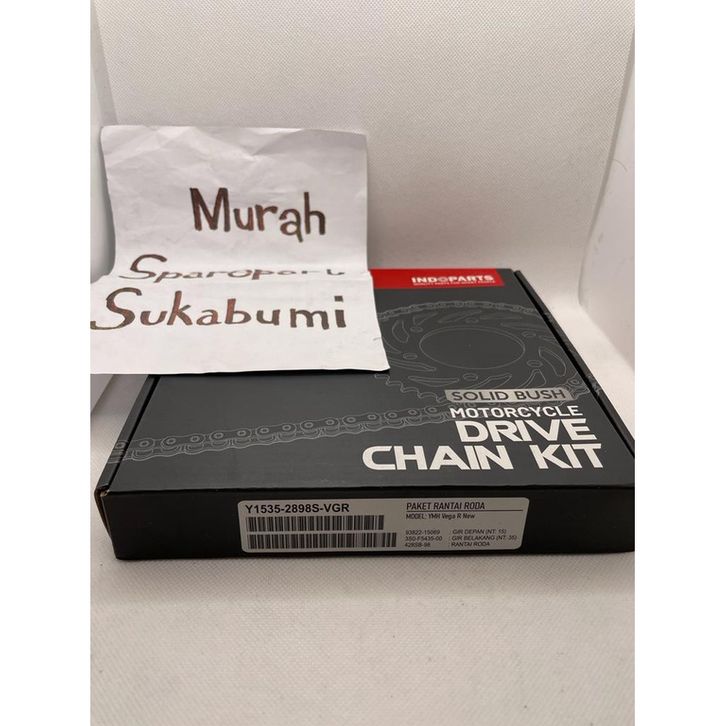 Murah
Sukabumi
INDOPARTS
SOLID BUSH
MOTORCYCLE
DRIVE
CHAIN KIT
Y1535-2898S-VGR
PAKET RANTAI RODA
MODEL: YMH Vega R New
93822-15069 : GIR DEPAN (NT: 15)
3S0-F5435-00 : GIR BELAKANG (NT: 35)
428SB-98 : RANTAI RODA